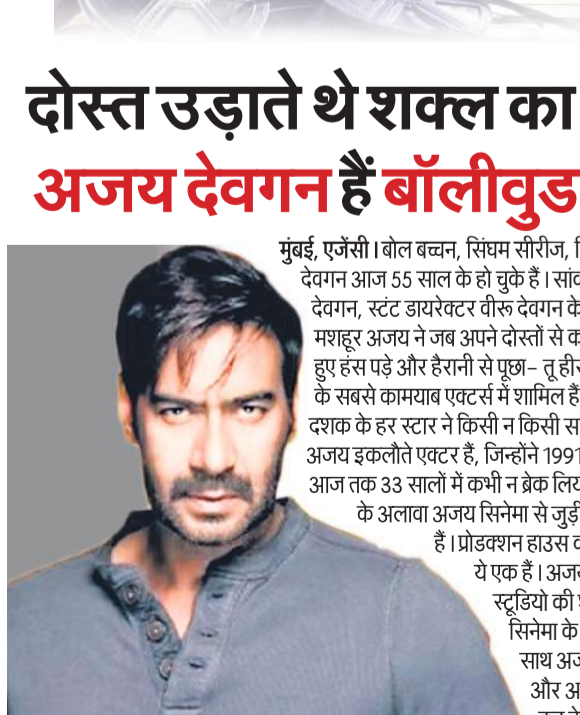 दोस्त उड़ाते थे शक्ल का
अजय देवगन हैं बॉलीवुड
मुंबई, एजेंसी। बोल बच्चन, सिंघम सीरीज,
देवगन आज 55 साल के हो चुके हैं। सांव
देवगन, स्टंट डायरेक्टर वीरू देवगन के
मशहूर अजय ने जब अपने दोस्तों से क
हुए हंस पड़े और हैरानी से पूछा– तू हीर
के सबसे कामयाब एक्टर्स में शामिल हैं
दशक के हर स्टार ने किसी न किसी स
अजय इकलौते एक्टर हैं, जिन्होंने 1991
आज तक 33 सालों में कभी न ब्रेक लिय
के अलावा अजय सिनेमा से जुड़ी
हैं। प्रोडक्शन हाउस
ये एक हैं। अजय
स्टूडियो की
सिनेमा के
साथ अज
और अ